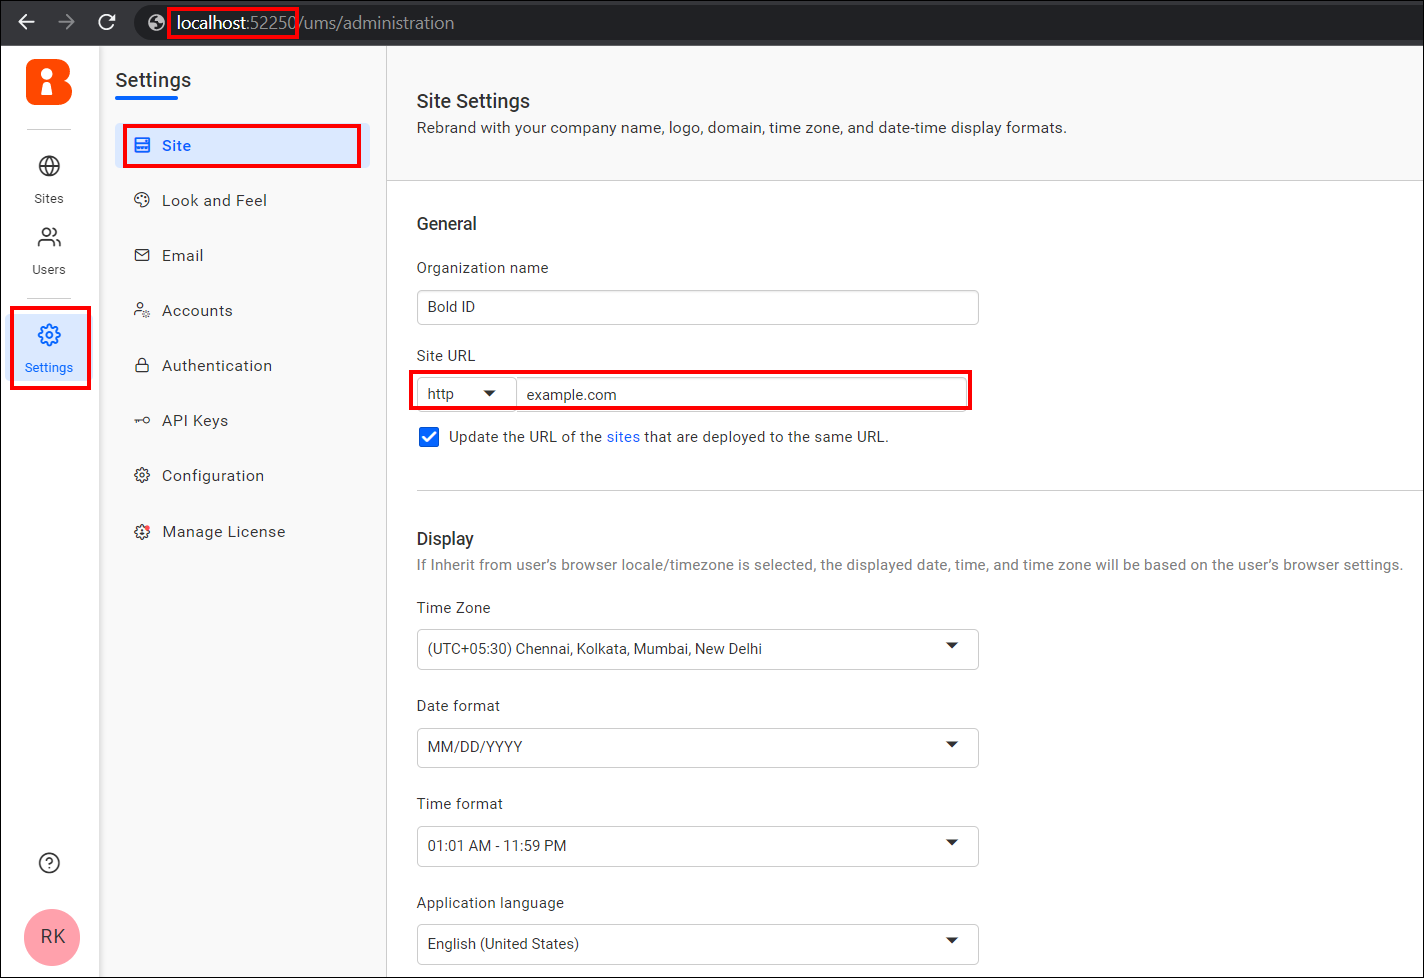 localhost:52250/ums/administration
Settings
Sites
Users
Settings
RK
Site
Look and Feel
Email
Accounts
Authentication
API Keys
Configuration
Manage License
Site Settings
Rebrand with your company name, logo, domain, time zone, and date-time display formats.
General
Organization name
Bold ID
Site URL
http example.com
Update the URL of the sites that are deployed to the same URL.
Display
If Inherit from user's browser locale/timezone is selected, the displayed date, time, and time zone will be based on the user's browser settings.
Time Zone
(UTC+05:30) Chennai, Kolkata, Mumbai, New Delhi
Date format
MM/DD/YYYY
Time format
01:01 AM - 11:59 PM
Application language
English (United States)